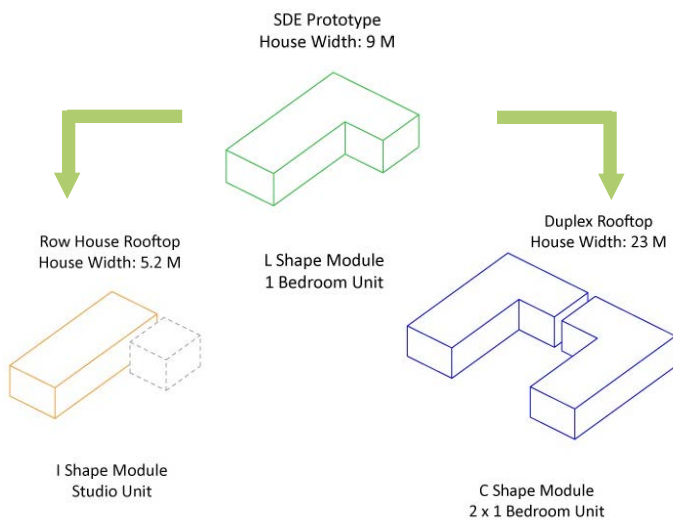 SDE Prototype
House Width: 9 M
Row House Rooftop
House Width: 5.2 M
L Shape Module
1 Bedroom Unit
Duplex Rooftop
House Width: 23 M
I Shape Module
Studio Unit
C Shape Module
2 x 1 Bedroom Unit